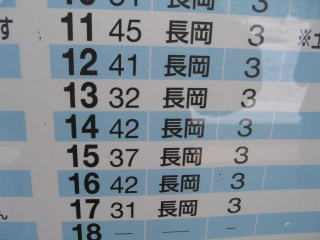 11 45 長岡 3
12 41 長岡 3
13 32 長岡 3
14 42 長岡 3
15 37 長岡 3
16 42 長岡 3
17 31 長岡 3
18 — — —